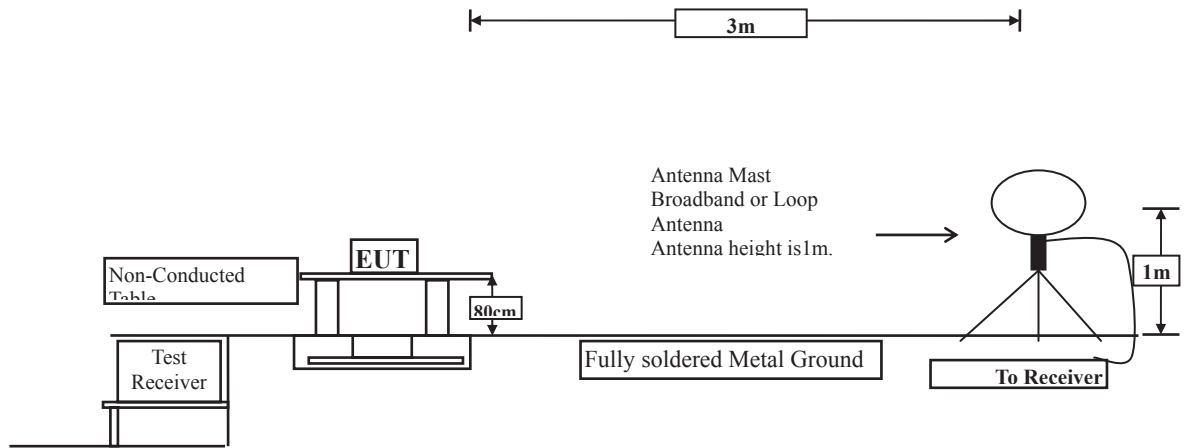 3m
Antenna Mast
Broadband or Loop
Antenna
Antenna height is1m.
EUT
Non-Conducted
Table
80cm
1m
Test
Receiver
Fully soldered Metal Ground
To Receiver